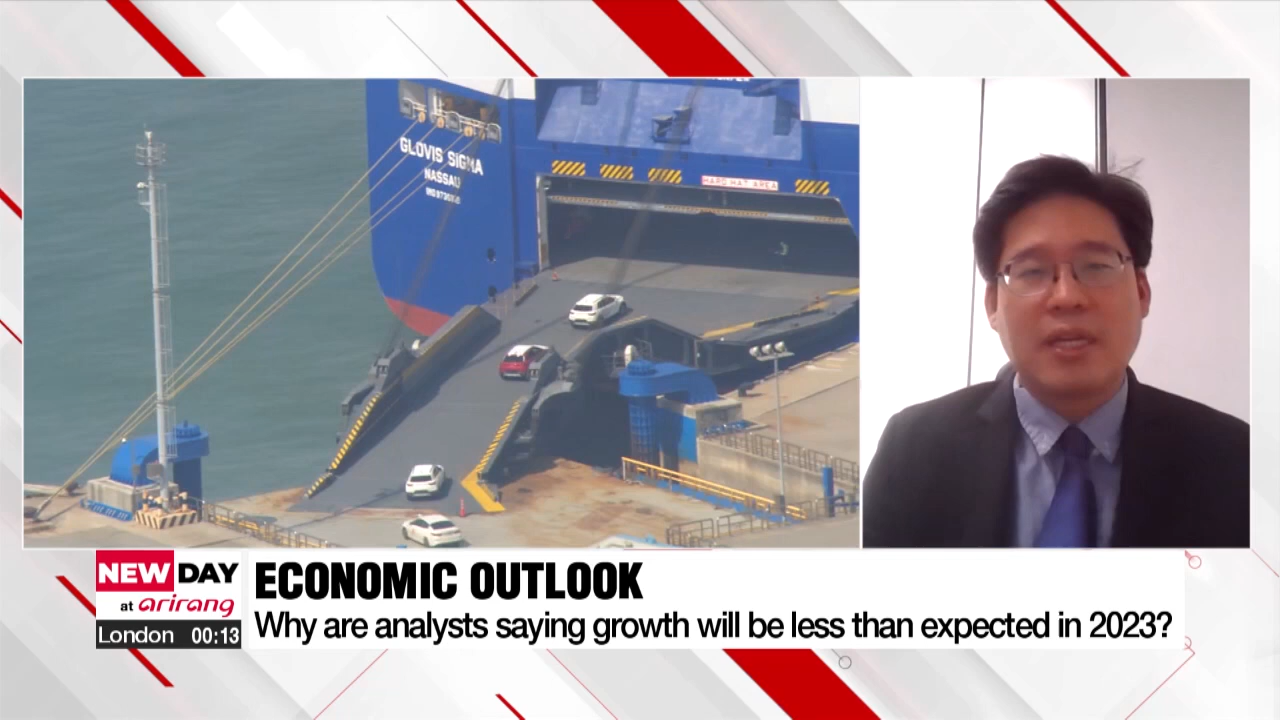 GLOVIS SIGMA
NASSAU
HARD HAT AREA
NEW DAY
at arirang
London 00:13
ECONOMIC OUTLOOK
Why are analysts saying growth will be less than expected in 2023?